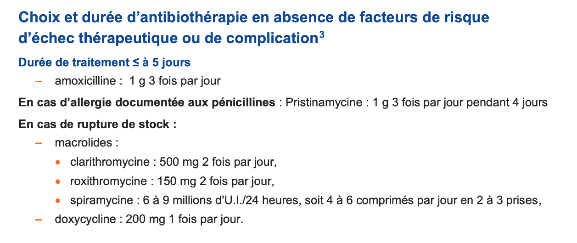 Choix et durée d’antibiothérapie en absence de facteurs de risque
d’échec thérapeutique ou de complication³
Durée de traitement ≤ à 5 jours
– amoxicilline : 1 g 3 fois par jour
En cas d’allergie documentée aux pénicillines : Pristinamycine : 1 g 3 fois par jour pendant 4 jours
En cas de rupture de stock :
– macrolides :
• clarithromycine : 500 mg 2 fois par jour,
• roxithromycine : 150 mg 2 fois par jour,
• spiramycine : 6 à 9 millions d’U.I./24 heures, soit 4 à 6 comprimés par jour en 2 à 3 prises,
– doxycycline : 200 mg 1 fois par jour.